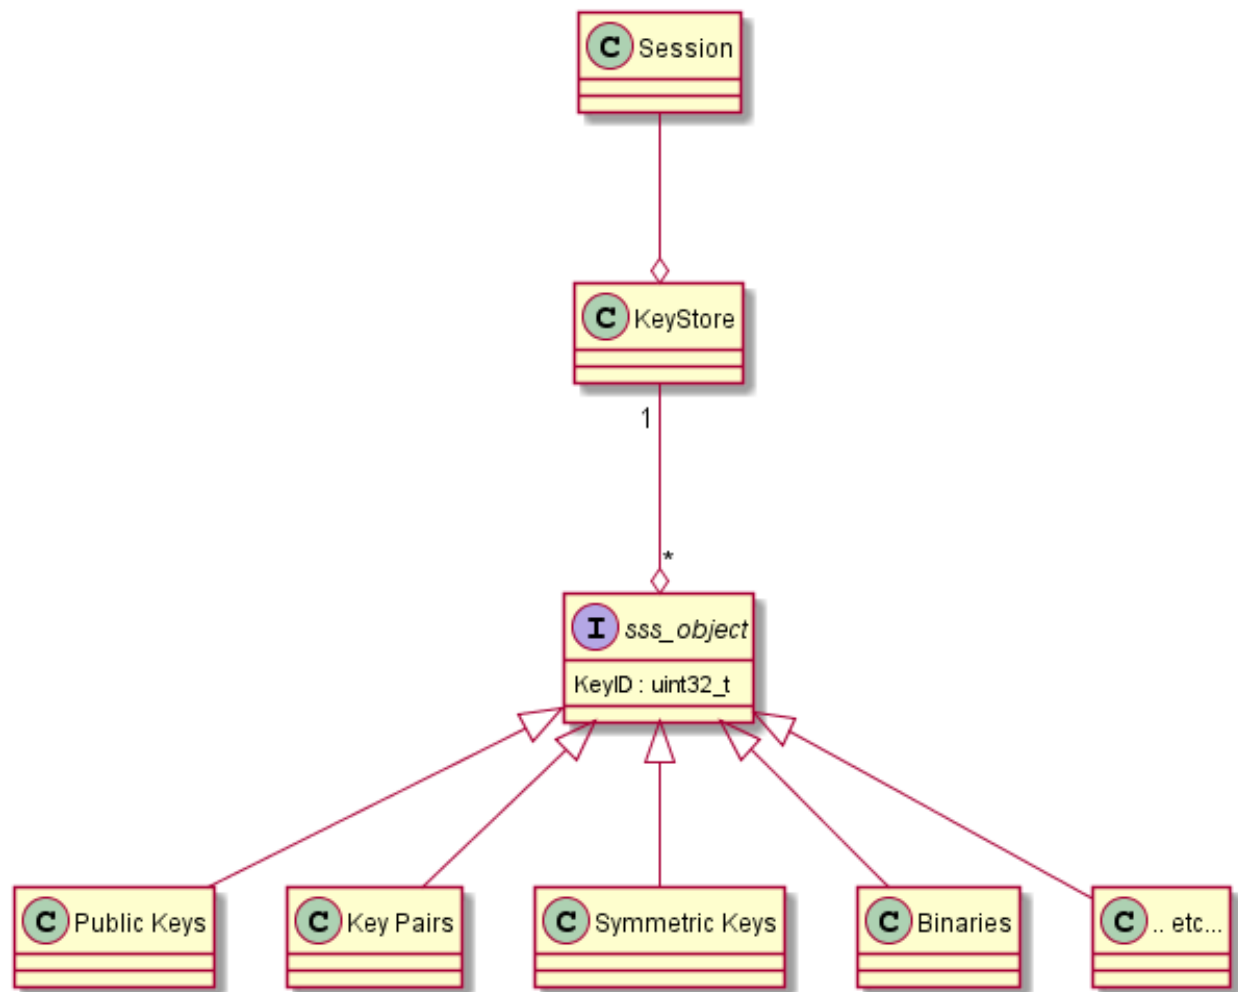 C Session
C KeyStore
1
*
I sss_object
KeyID : uint32_t
C Public Keys
C Key Pairs
C Symmetric Keys
C Binaries
C .. etc...